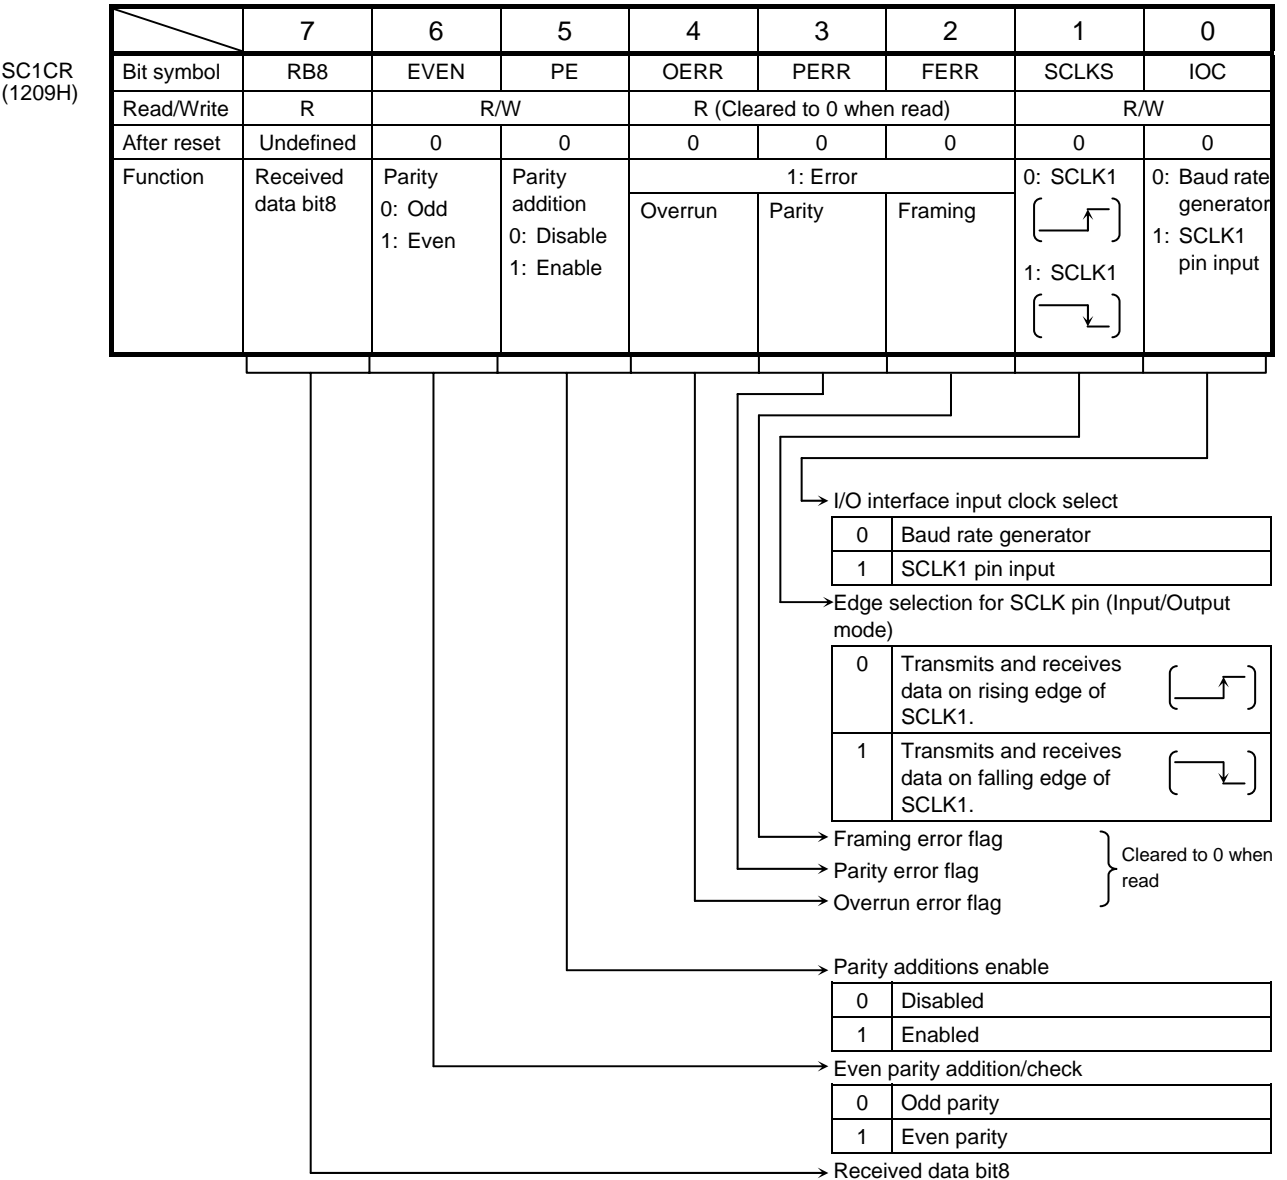 7 6 5 4 3 2 1 0
SC1CR
(1209H)
Bit symbol RB8 EVEN PE OERR PERR FERR SCLKS IOC
Read/Write R R/W R (Cleared to 0 when read) R/W
After reset Undefined 0 0 0 0 0 0 0
Function
Received
data bit8
Parity
0: Odd
1: Even
Parity
addition
0: Disable
1: Enable
1: Error
Overrun
Parity
Framing
0: SCLK1
1: SCLK1
0: Baud rate
generator
1: SCLK1
pin input
I/O interface input clock select
0 Baud rate generator
1 SCLK1 pin input
Edge selection for SCLK pin (Input/Output
mode)
0 Transmits and receives
data on rising edge of
SCLK1.
1 Transmits and receives
data on falling edge of
SCLK1.
Framing error flag
Parity error flag
Overrun error flag
Cleared to 0 when
read
Parity additions enable
0 Disabled
1 Enabled
Even parity addition/check
0 Odd parity
1 Even parity
Received data bit8